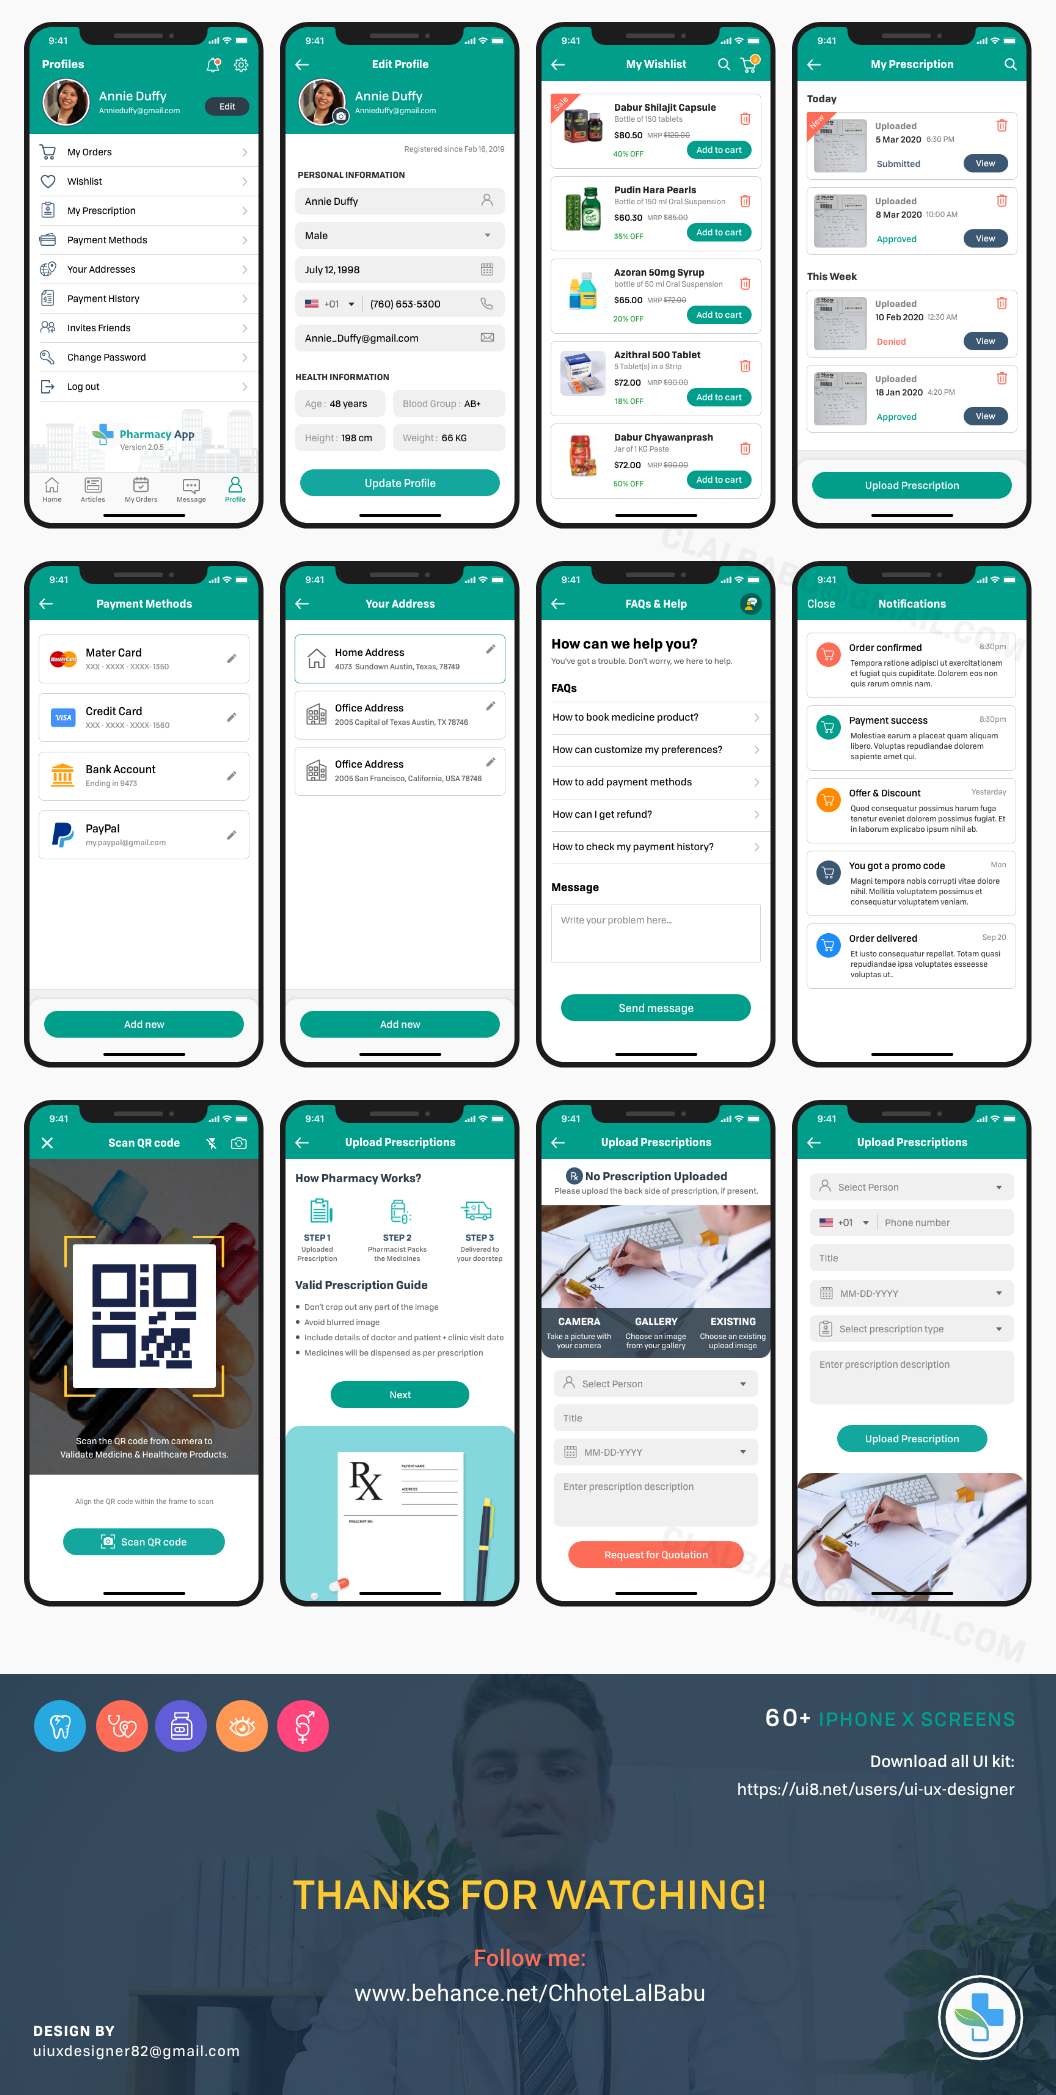 9:41
Profiles
Annie Duffy
Annieduffy@gmail.com
Edit
My Orders
Wishlist
My Prescription
Payment Methods
Your Addresses
Payment History
Invites Friends
Change Password
Log out
Pharmacy App
Version 2.0.5
Home Articles My Orders Message Profile
9:41
Edit Profile
Annie Duffy
Annieduffy@gmail.com
Registered since Feb 16, 2019
PERSONAL INFORMATION
Annie Duffy
Male
July 12, 1998
+01 (760) 653-5300
Annie_Duffy@gmail.com
HEALTH INFORMATION
Age : 48 years Blood Group : AB+
Height : 198 cm Weight : 66 KG
Update Profile
9:41
My Wishlist
Sale
Dabur Shilajit Capsule
Bottle of 150 tablets
$80.50 MRP $120.00
40% OFF Add to cart
Pudin Hara Pearls
Bottle of 150 ml Oral Suspension
$60.30 MRP $85.00
35% OFF Add to cart
Azoran 50mg Syrup
bottle of 50 ml Oral Suspension
$65.00 MRP $72.00
20% OFF Add to cart
Azithral 500 Tablet
5 Tablet(s) in a Strip
$72.00 MRP $90.00
18% OFF Add to cart
Dabur Chyawanprash
Jar of 1 KG Paste
$72.00 MRP $90.00
50% OFF Add to cart
9:41
My Prescription
Today
New
Uploaded
5 Mar 2020 6:30 PM
Submitted View
Uploaded
8 Mar 2020 10:00 AM
Approved View
This Week
Uploaded
10 Feb 2020 12:30 AM
Denied View
Uploaded
18 Jan 2020 4:20 PM
Approved View
Upload Prescription
CLALBABU@GMAIL.COM
9:41
Payment Methods
Mater Card
XXX - XXXX - XXXX- 1350
MasterCard
Credit Card
XXX - XXXX - XXXX- 1560
VISA
Bank Account
Ending in 9473
PayPal
my.paypal@gmail.com
Add new
9:41
Your Address
Home Address
4073 Sundown Austin, Texas, 78749
Office Address
2005 Capital of Texas Austin, TX 78746
Office Address
2005 San Francisco, California, USA 78746
Add new
9:41
FAQs & Help
How can we help you?
You've got a trouble. Don't worry, we here to help.
FAQs
How to book medicine product?
How can customize my preferences?
How to add payment methods
How can I get refund?
How to check my payment history?
Message
Write your problem here...
Send message
9:41
Close Notifications
Order confirmed 8:30pm
Tempora ratione adipisci ut exercitationem
et fugiat quis cupiditate. Dolorem eos non
quis rerum omnis nam.
Payment success 8:30pm
Molestiae earum a placeat quam aliquam
libero. Voluptas repudiandae dolorem
sapiente amet qui.
Offer & Discount Yesterday
Quod consequatur possimus harum fuga
tenetur eveniet dolorem possimus fugiat. Et
in laborum explicabo ipsum nihil ab.
You got a promo code Mon
Magni tempora nobis corrupti vitae dolore
nihil. Mollitia voluptatem possimus et
consequatur voluptatem veniam.
Order delivered Sep 20
Et iusto consequatur repellat. Totam quasi
repudiandae ipsa voluptates esseesse
voluptas ut..
9:41
Scan QR code
Scan the QR code from camera to
Validate Medicine & Healthcare Products.
Align the QR code within the frame to scan
Scan QR code
9:41
Upload Prescriptions
How Pharmacy Works?
STEP 1 STEP 2 STEP 3
Uploaded Pharmacist Packs Delivered to
Prescription the Medicines your doorstep
Valid Prescription Guide
Don't crop out any part of the image
Avoid blurred image
Include details of doctor and patient + clinic visit date
Medicines will be dispensed as per prescription
Next
RX
PATIENT NAME
ADDRESS
PRESCRIPTION:
9:41
Upload Prescriptions
Rx No Prescription Uploaded
Please upload the back side of prescription, if present.
CAMERA GALLERY EXISTING
Take a picture with Choose an image Choose an existing
your camera from your gallery upload image
Select Person
Title
MM-DD-YYYY
Enter prescription description
Request for Quotation
9:41
Upload Prescriptions
Select Person
+01 Phone number
Title
MM-DD-YYYY
Select prescription type
Enter prescription description
Upload Prescription
CLALBABU@GMAIL.COM
60+ IPHONE X SCREENS
Download all UI kit:
https://ui8.net/users/ui-ux-designer
THANKS FOR WATCHING!
Follow me:
www.behance.net/ChhoteLalBabu
DESIGN BY
uiuxdesigner82@gmail.com